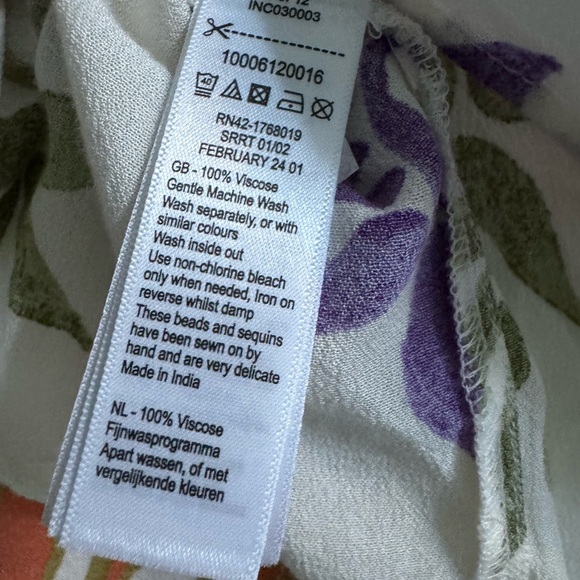 INC030003
10006120016
40
RN42-1768019
SRRT 01/02
FEBRUARY 24 01
GB - 100% Viscose
Gentle Machine Wash
Wash separately, or with
similar colours
Wash inside out
Use non-chlorine bleach
only when needed, Iron on
reverse whilst damp
These beads and sequins
have been sewn on by
hand and are very delicate
Made in India
NL - 100% Viscose
Fijnwasprogramma
Apart wassen, of met
vergelijkende kleuren